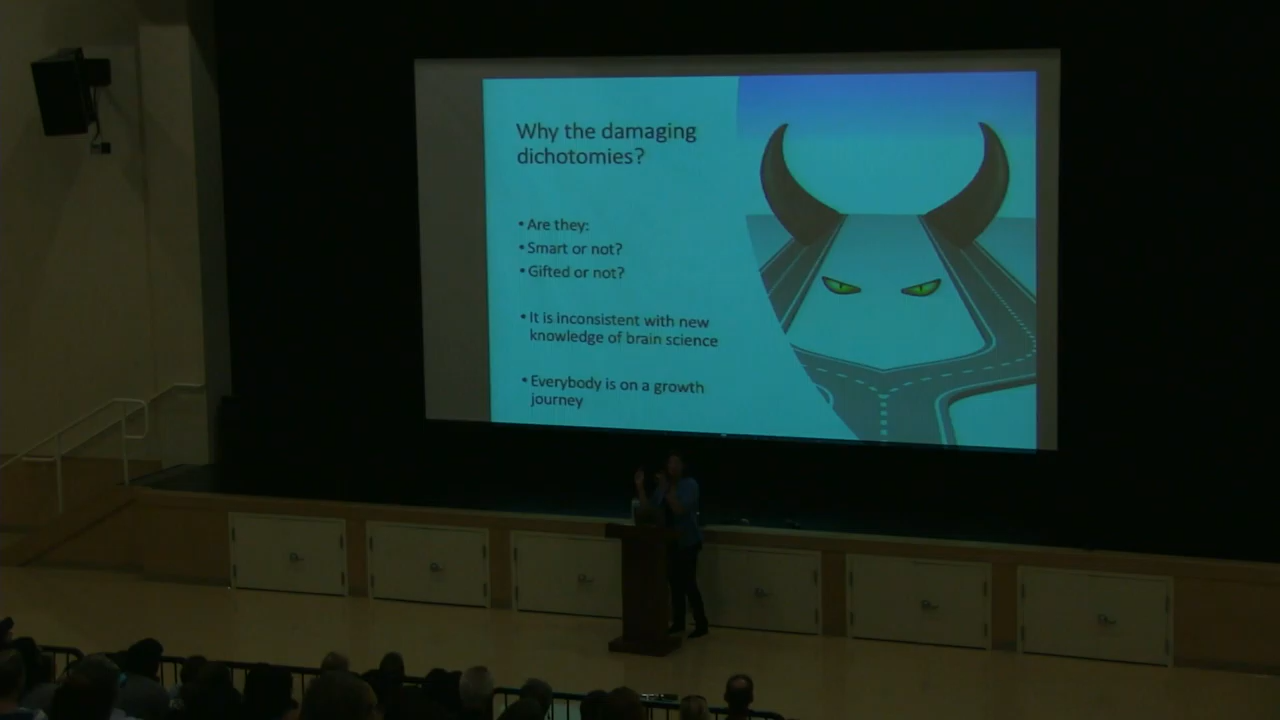 Why the damaging
dichotomies?
• Are they:
• Smart or not?
• Gifted or not?
• It is inconsistent with new
knowledge of brain science
• Everybody is on a growth
journey